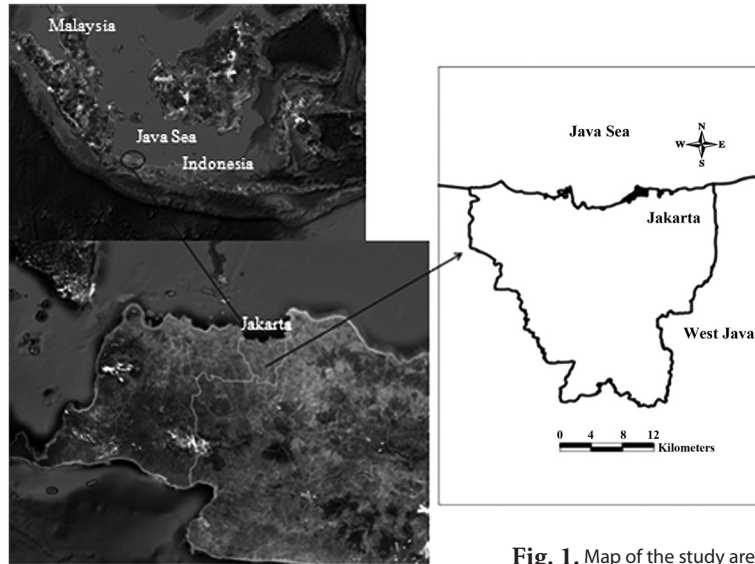 Malaysia
Java Sea
Indonesia
Jakarta
Java Sea
N
W E
S
Jakarta
West Java
0 4 8 12
Kilometers
Fig. 1. Map of the study are